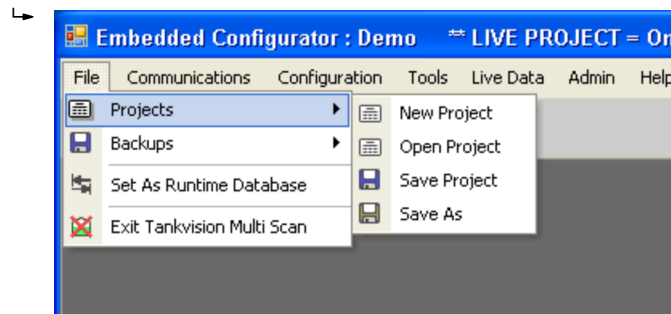 Embedded Configurator : Demo ** LIVE PROJECT = On
File Communications Configuration Tools Live Data Admin Help
Projects
New Project
Backups
Open Project
Set As Runtime Database
Save Project
Exit Tankvision Multi Scan
Save As